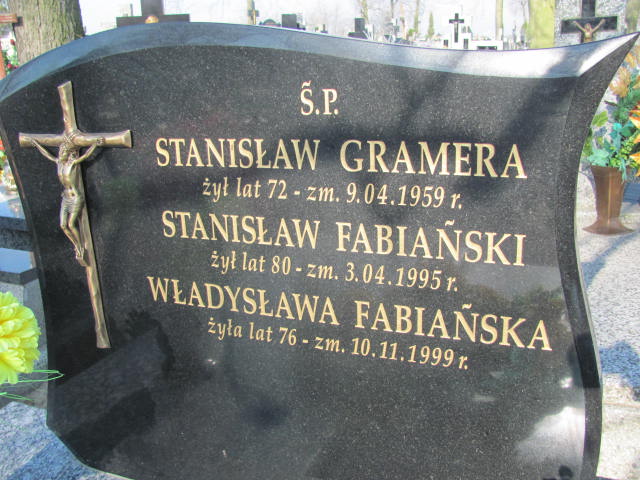 Ś.P.
STANISŁAW GRAMERA
żył lat 72 - zm. 9.04.1959 r.
STANISŁAW FABIAŃSKI
żył lat 80 - zm. 3.04.1995 r.
WŁADYSŁAWA FABIAŃSKA
żyła lat 76 - zm. 10.11.1999 r.